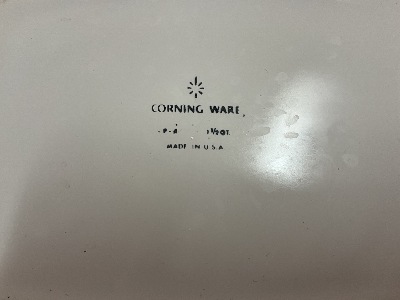 CORNING WARE
1½ QT.
MADE IN U.S.A